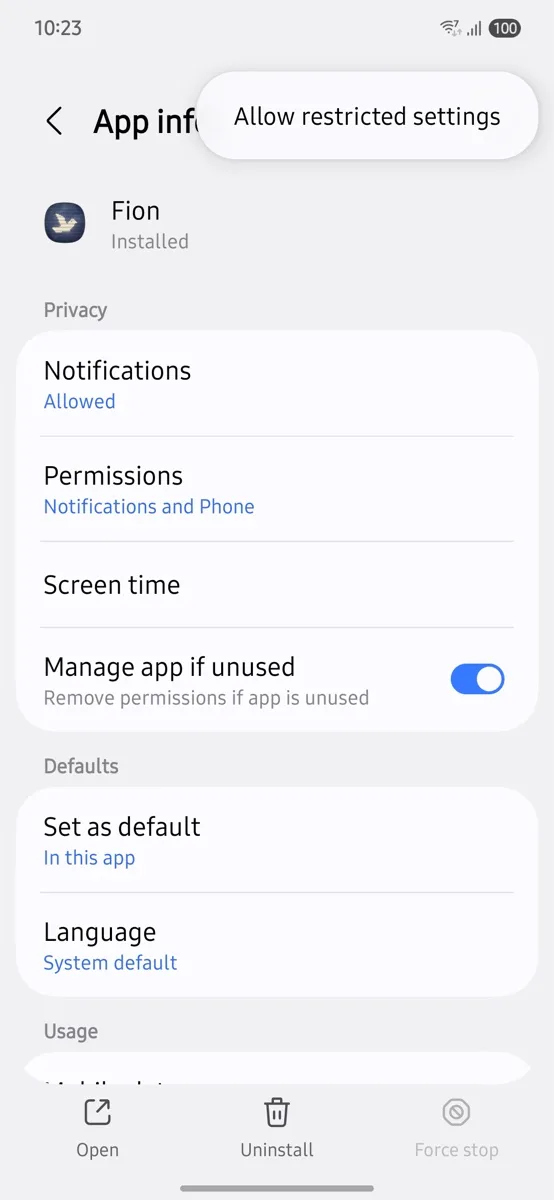 10:23
100
Allow restricted settings
App inf
Fion
Installed
Privacy
Notifications
Allowed
Permissions
Notifications and Phone
Screen time
Manage app if unused
Remove permissions if app is unused
Defaults
Set as default
In this app
Language
System default
Usage
Open
Uninstall
Force stop